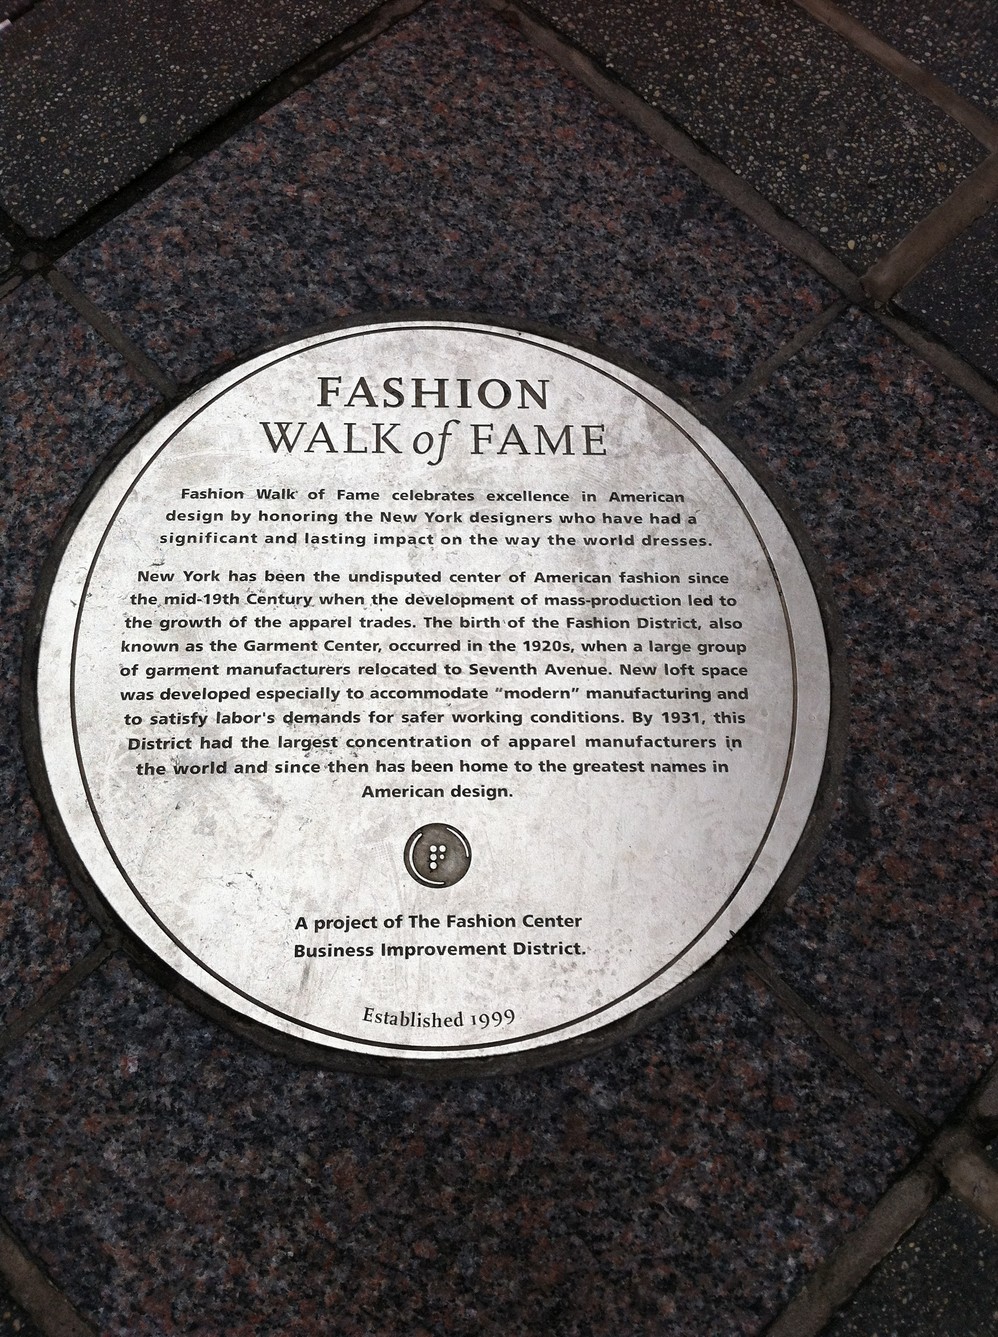 FASHION
WALK of FAME
Fashion Walk of Fame celebrates excellence in American
design by honoring the New York designers who have had a
significant and lasting impact on the way the world dresses.
New York has been the undisputed center of American fashion since
the mid-19th Century when the development of mass-production led to
the growth of the apparel trades. The birth of the Fashion District, also
known as the Garment Center, occurred in the 1920s, when a large group
of garment manufacturers relocated to Seventh Avenue. New loft space
was developed especially to accommodate “modern” manufacturing and
to satisfy labor's demands for safer working conditions. By 1931, this
District had the largest concentration of apparel manufacturers in
the world and since then has been home to the greatest names in
American design.
A project of The Fashion Center
Business Improvement District.
Established 1999